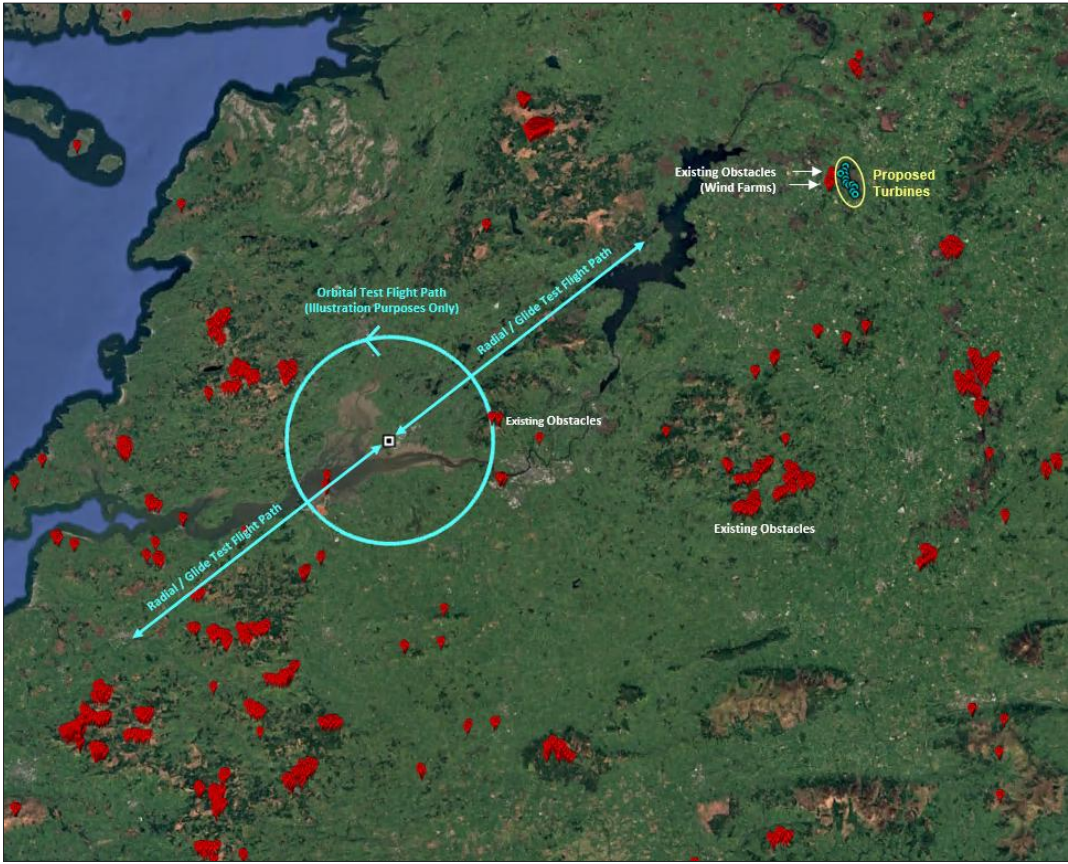 Existing Obstacles
(Wind Farms)
Proposed
Turbines
Orbital Test Flight Path
(Illustration Purposes Only)
Radial / Glide Test Flight Path
Existing Obstacles
Existing Obstacles
Radial / Glide Test Flight Path